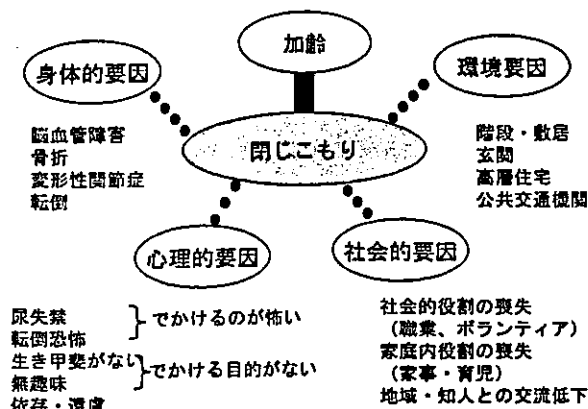 加齢
身体的要因
環境要因
閉じこもり
脳血管障害
骨折
変形性関節症
転倒
階段・敷居
玄関
高層住宅
公共交通機関
心理的要因
社会的要因
尿失禁
転倒恐怖
でかけるのが怖い
生き甲斐がない
無趣味
でかける目的がない
依存・遠慮
社会的役割の喪失
（職業、ボランティア）
家庭内役割の喪失
（家事・育児）
地域・知人との交流低下